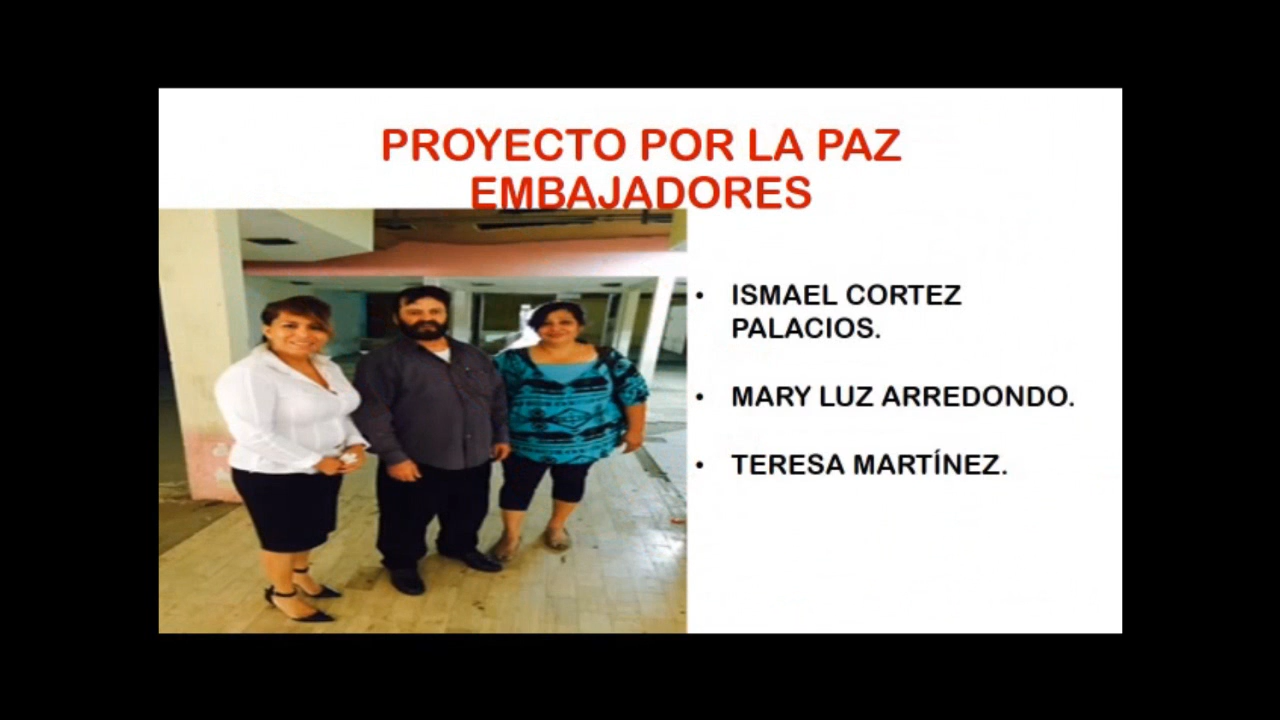 PROYECTO POR LA PAZ
EMBAJADORES
• ISMAEL CORTEZ
PALACIOS.
• MARY LUZ ARREDONDO.
• TERESA MARTÍNEZ.